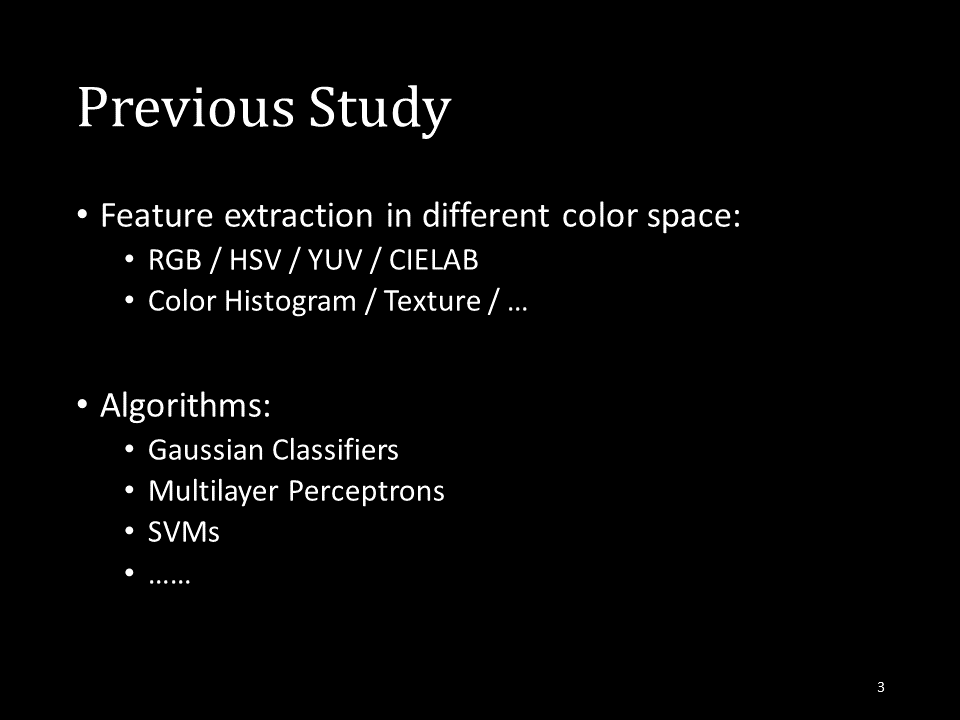 Previous Study
• Feature extraction in different color space:
• RGB / HSV / YUV / CIELAB
• Color Histogram / Texture / …
• Algorithms:
• Gaussian Classifiers
• Multilayer Perceptrons
• SVMs
• ……
3